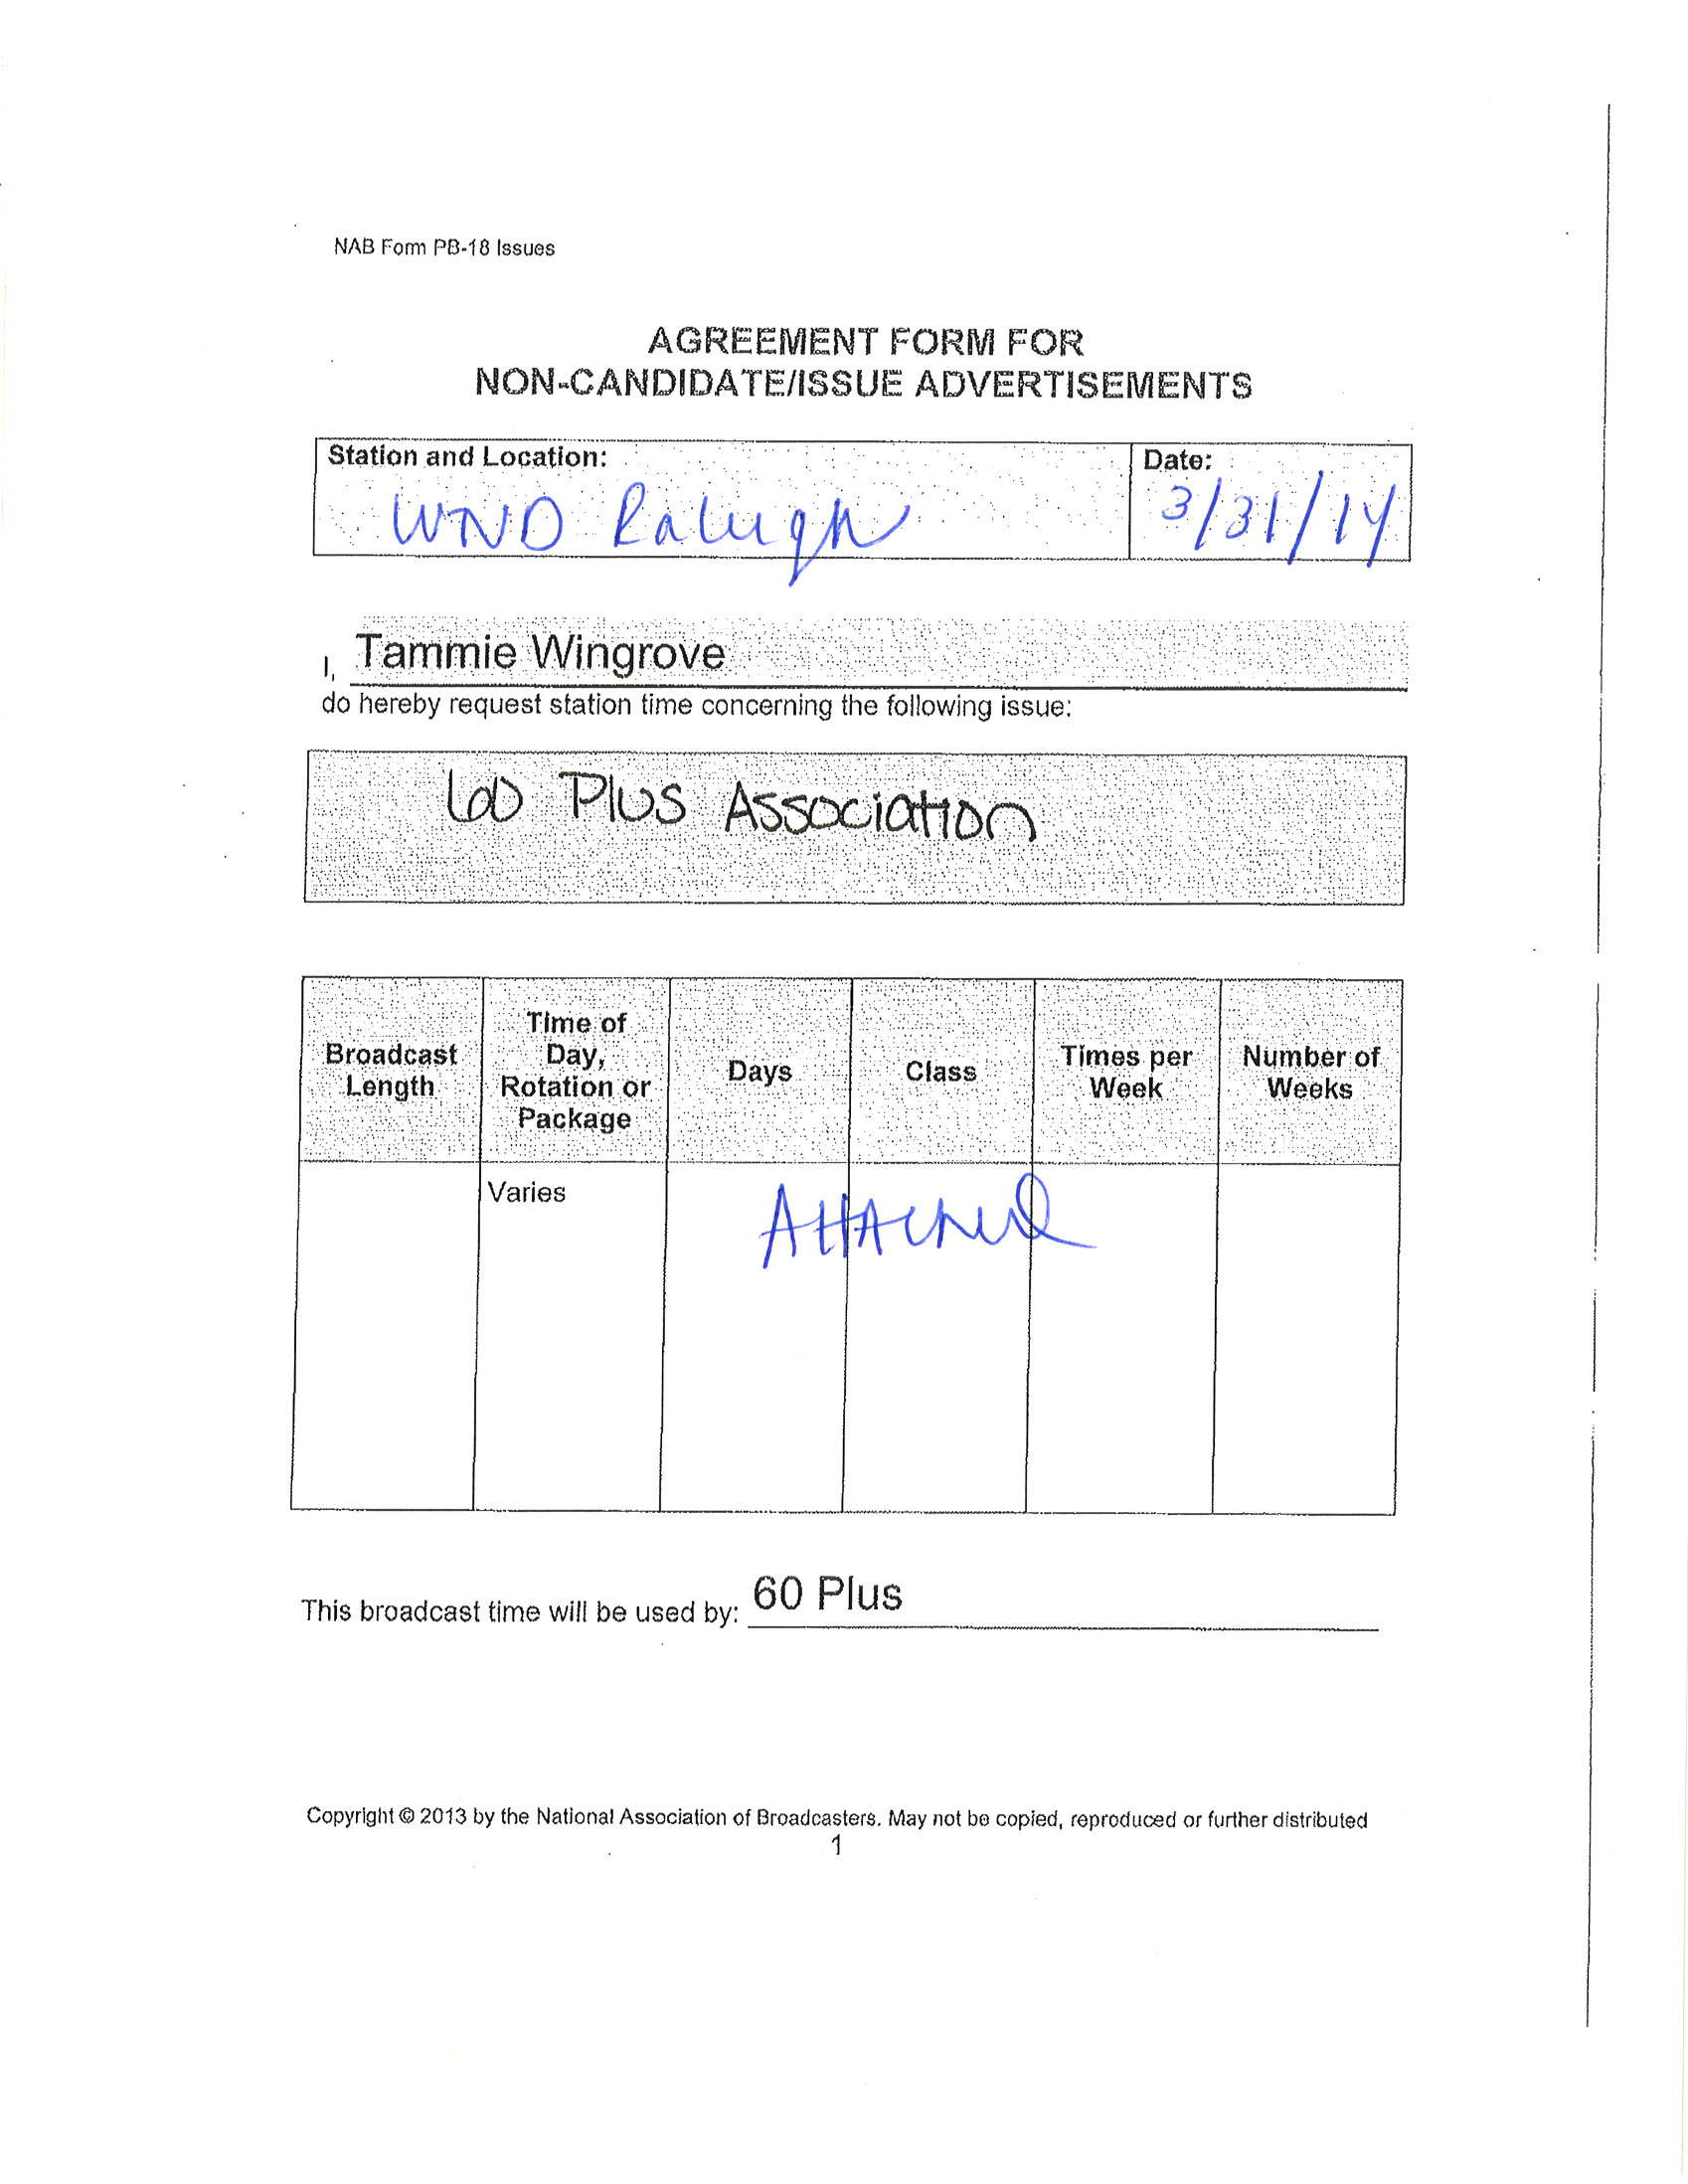 NAB Form PB-18 Issues
AGREEMENT FORM FOR
NON-CANDIDATE/ISSUE ADVERTISEMENTS
Station and Location:
Date:
WTVD Raleigh
3/31/14
I, Tammie Wingrove
do hereby request station time concerning the following issue:
60 Plus Association
Broadcast
Length
Time of
Day,
Rotation or
Package
Days
Class
Times per
Week
Number of
Weeks
Varies
Attached
This broadcast time will be used by: 60 Plus
Copyright © 2013 by the National Association of Broadcasters. May not be copied, reproduced or further distributed
1